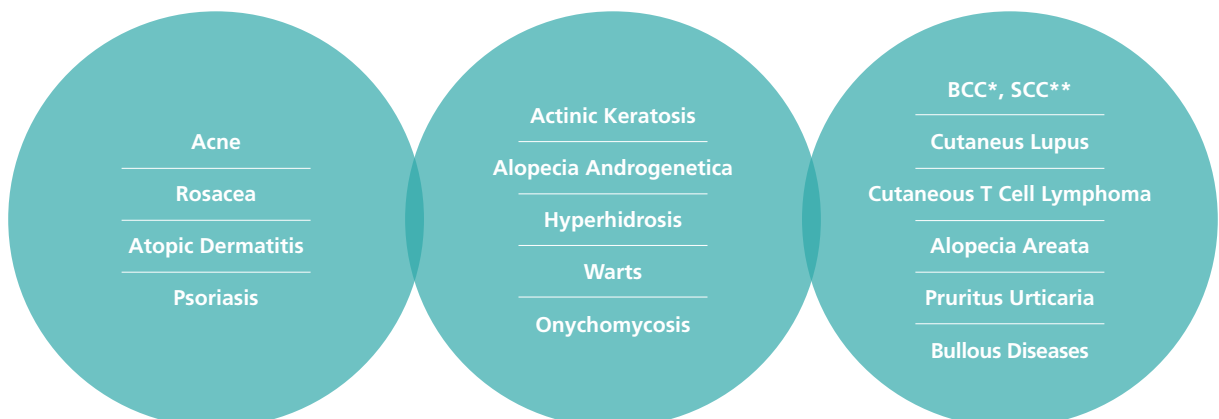 Acne
Rosacea
Atopic Dermatitis
Psoriasis
Actinic Keratosis
Alopecia Androgenetica
Hyperhidrosis
Warts
Onychomycosis
BCC*, SCC**
Cutaneus Lupus
Cutaneous T Cell Lymphoma
Alopecia Areata
Pruritus Urticaria
Bullous Diseases